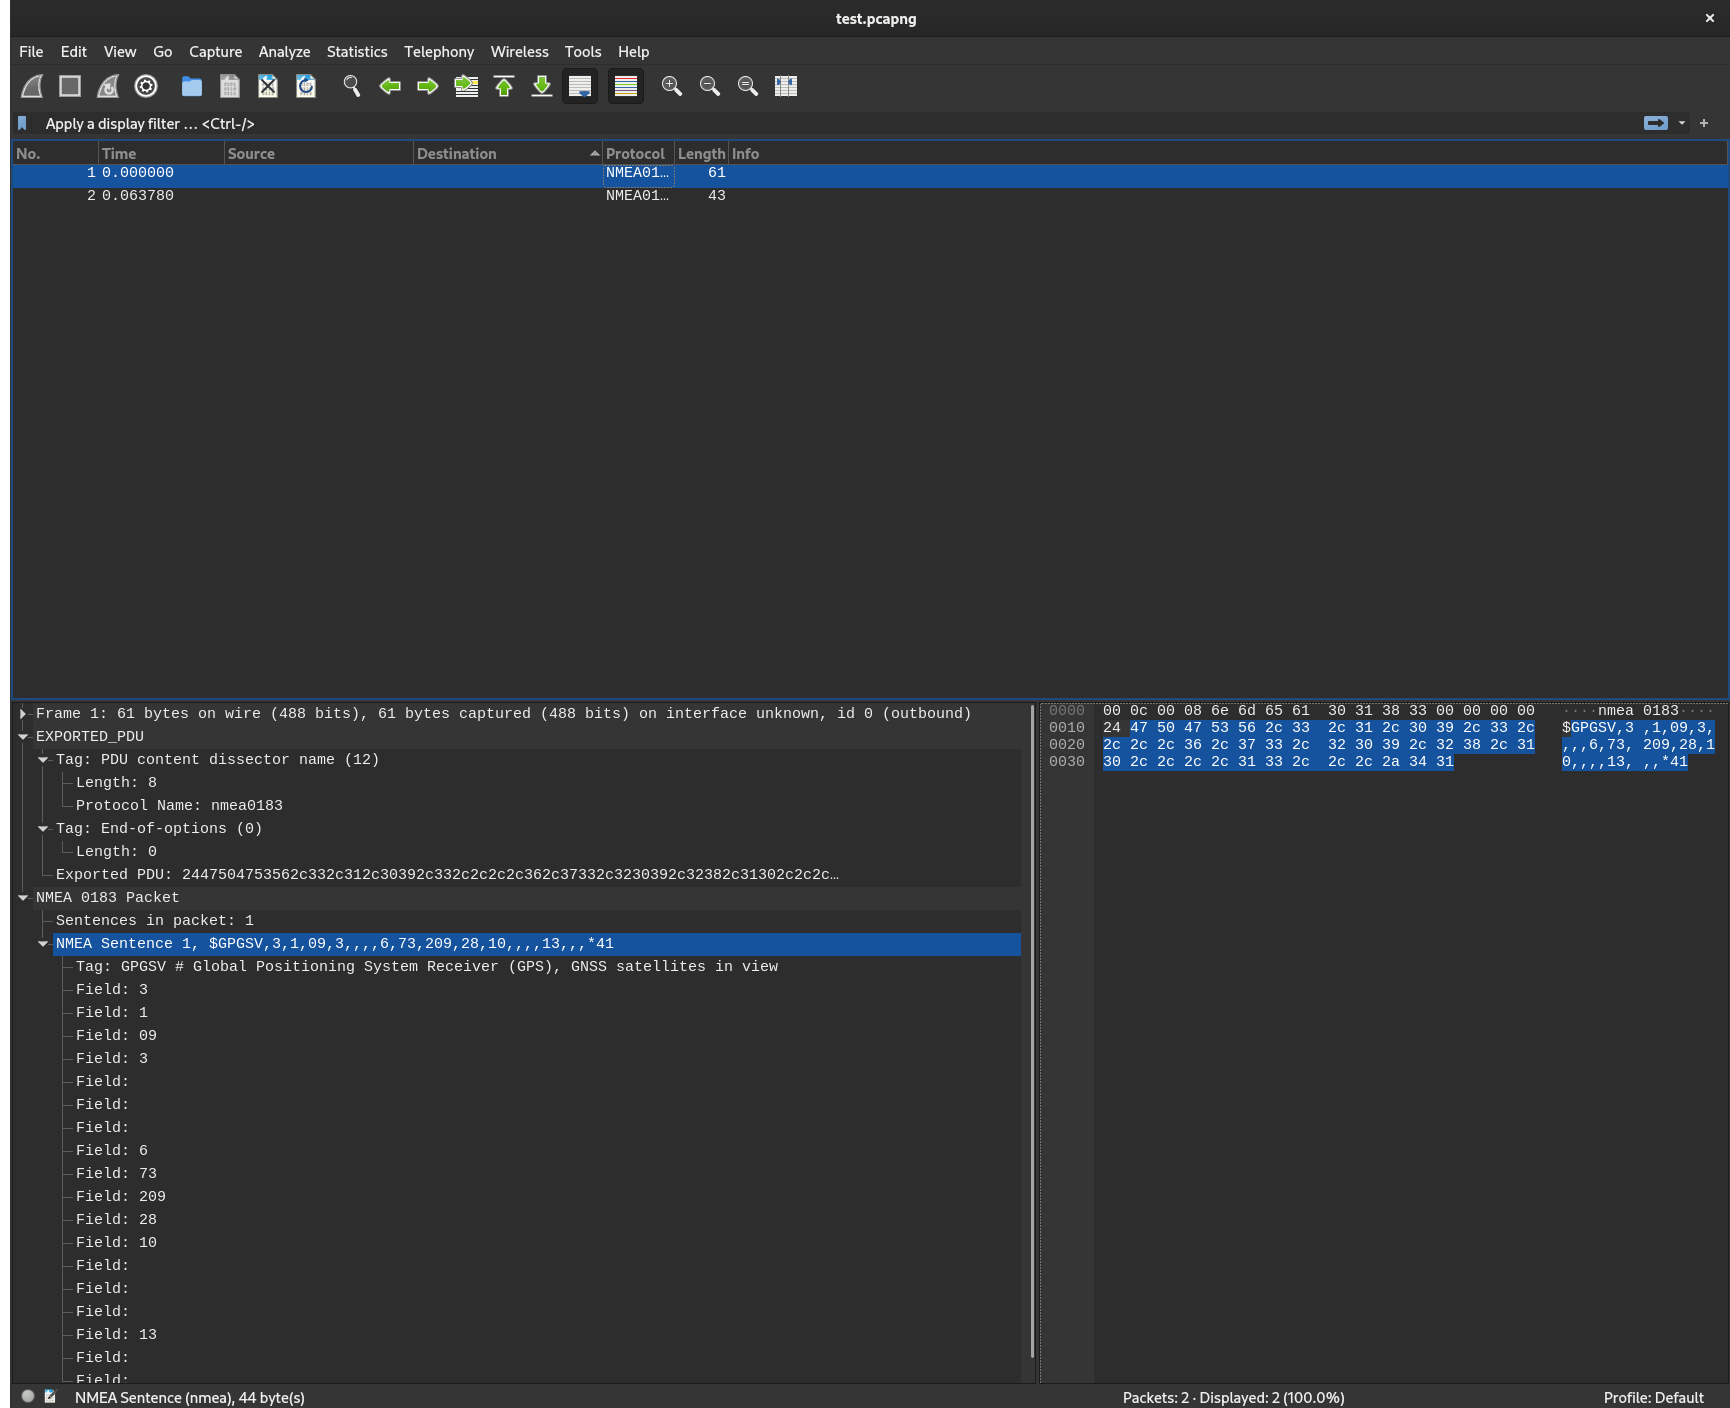 test.pcapng
File Edit View Go Capture Analyze Statistics Telephony Wireless Tools Help
Apply a display filter … <Ctrl-/>
No. Time Source Destination Protocol Length Info
1 0.000000 NMEA01… 61
2 0.063780 NMEA01… 43
Frame 1: 61 bytes on wire (488 bits), 61 bytes captured (488 bits) on interface unknown, id 0 (outbound)
EXPORTED_PDU
Tag: PDU content dissector name (12)
Length: 8
Protocol Name: nmea0183
Tag: End-of-options (0)
Length: 0
Exported PDU: 2447504753562c332c312c30392c332c2c2c2c362c37332c3230392c32382c31302c2c2c…
NMEA 0183 Packet
Sentences in packet: 1
NMEA Sentence 1, $GPGSV,3,1,09,3,,,,6,73,209,28,10,,,,13,,,*41
Tag: GPGSV # Global Positioning System Receiver (GPS), GNSS satellites in view
Field: 3
Field: 1
Field: 09
Field: 3
Field:
Field:
Field:
Field: 6
Field: 73
Field: 209
Field: 28
Field: 10
Field:
Field:
Field:
Field: 13
Field:
Field:
0000 00 0c 00 08 6e 6d 65 61 30 31 38 33 00 00 00 00 ····nmea 0183····
0010 24 47 50 47 53 56 2c 33 2c 31 2c 30 39 2c 33 2c $GPGSV,3 ,1,09,3,
0020 2c 2c 2c 36 2c 37 33 2c 32 30 39 2c 32 38 2c 31 ,,,6,73, 209,28,1
0030 30 2c 2c 2c 2c 31 33 2c 2c 2c 2a 34 31 0,,,,13, ,,*41
NMEA Sentence (nmea), 44 byte(s) Packets: 2 · Displayed: 2 (100.0%) Profile: Default